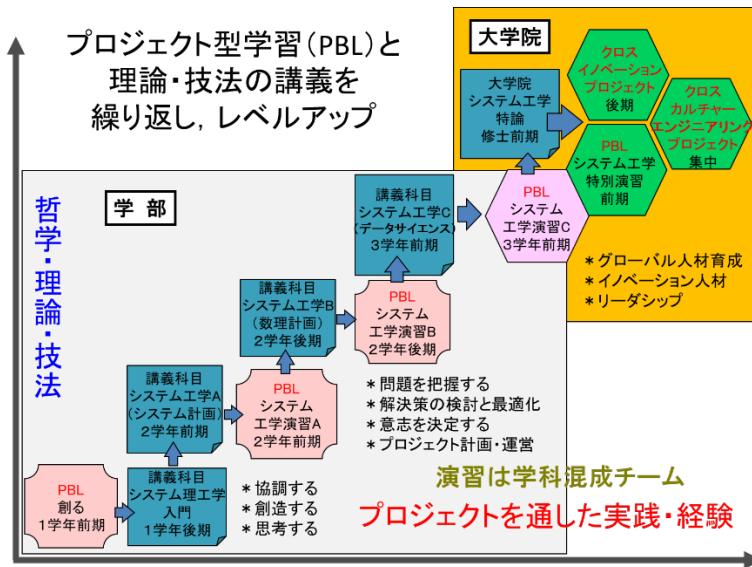 プロジェクト型学習(PBL)と
理論・技法の講義を
繰り返し，レベルアップ
大学院
大学院
システム工学
特論
修士前期
クロス
イノベーション
プロジェクト
後期
クロス
カルチャー
エンジニアリング
プロジェクト
集中
PBL
システム工学
特別演習
前期
＊グローバル人材育成
＊イノベーション人材
＊リーダシップ
哲学・理論・技法
学 部
講義科目
システム工学C
(データサイエンス)
3学年前期
PBL
システム
工学演習C
3学年前期
講義科目
システム工学B
(数理計画)
2学年後期
PBL
システム
工学演習B
2学年後期
講義科目
システム工学A
(システム計画)
2学年前期
PBL
システム
工学演習A
2学年前期
＊問題を把握する
＊解決策の検討と最適化
＊意志を決定する
＊プロジェクト計画・運営
PBL
創る
1学年前期
講義科目
システム理工学
入門
1学年後期
＊協調する
＊創造する
＊思考する
演習は学科混成チーム
プロジェクトを通した実践・経験